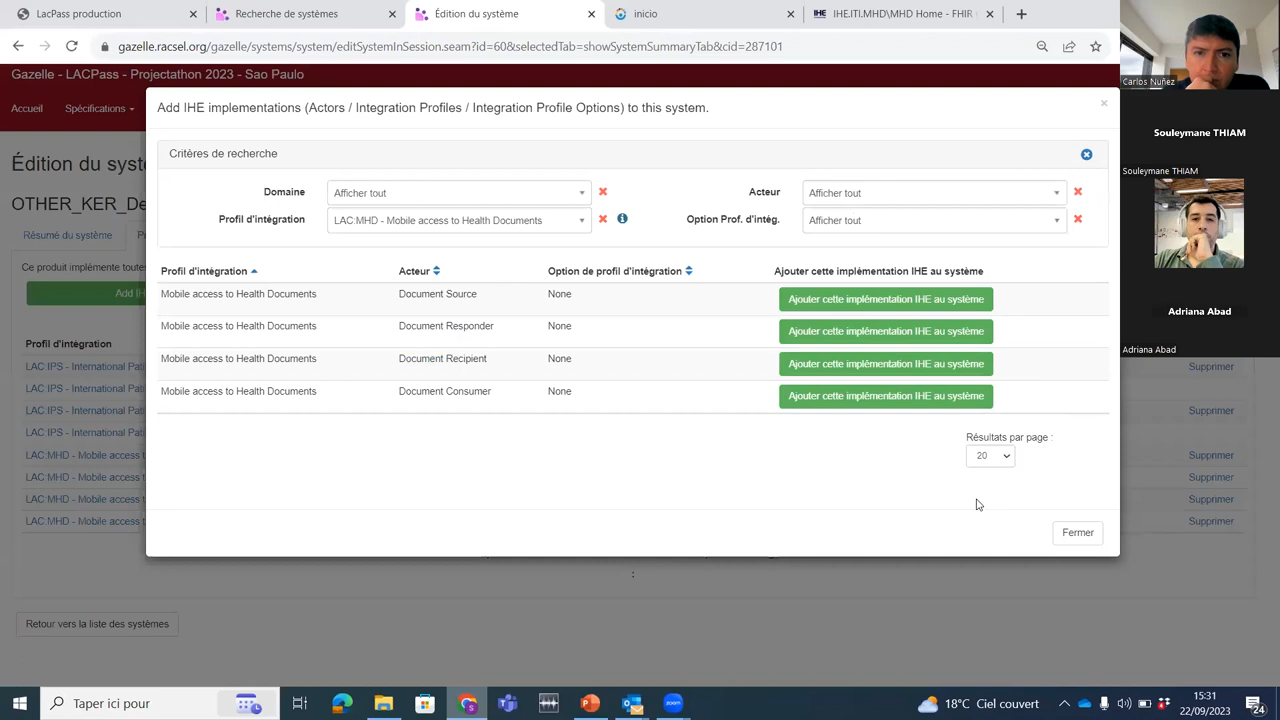 LacPass production
Recherche de systèmes
Édition du système
inicio
IHE.ITI.MHD\MHD Home - FHIR
gazelle.racsel.org/gazelle/systems/system/editSystemInSession.seam?id=60&selectedTab=showSystemSummaryTab&cid=287101
Gazelle - LACPass - Projectathon 2023 - Sao Paulo
Accueil
Spécifications
Add IHE implementations (Actors / Integration Profiles / Integration Profile Options) to this system.
×
Critères de recherche
Domaine
Afficher tout
Acteur
Afficher tout
Profil d'intégration
LAC:MHD - Mobile access to Health Documents
Option Prof. d'intég.
Afficher tout
Profil d'intégration
Acteur
Option de profil d'intégration
Ajouter cette implémentation IHE au système
Mobile access to Health Documents
Document Source
None
Ajouter cette implémentation IHE au système
Mobile access to Health Documents
Document Responder
None
Ajouter cette implémentation IHE au système
Mobile access to Health Documents
Document Recipient
None
Ajouter cette implémentation IHE au système
Mobile access to Health Documents
Document Consumer
None
Ajouter cette implémentation IHE au système
Résultats par page :
20
Fermer
Édition du syst
OTHER_KER_De
Résumé du système
P
Ce produit implémente toutes
Add IH
Profil d'intégration
LAC:IPS - International Pati
LAC:IPS - International Pati
LAC:IPS - International Pati
LAC:IPS - International Pati
LAC:MHD - Mobile access t
LAC:MHD - Mobile access t
LAC:MHD - Mobile access t
LAC:MHD - Mobile access t
Supprimer
Supprimer
Supprimer
Supprimer
Supprimer
Supprimer
:
Retour vers la liste des systèmes
Carlos Nuñez
Souleymane THIAM
Souleymane THIAM
Adriana Abad
Adriana Abad
Taper ici pour
18°C Ciel couvert
15:31
22/09/2023
24